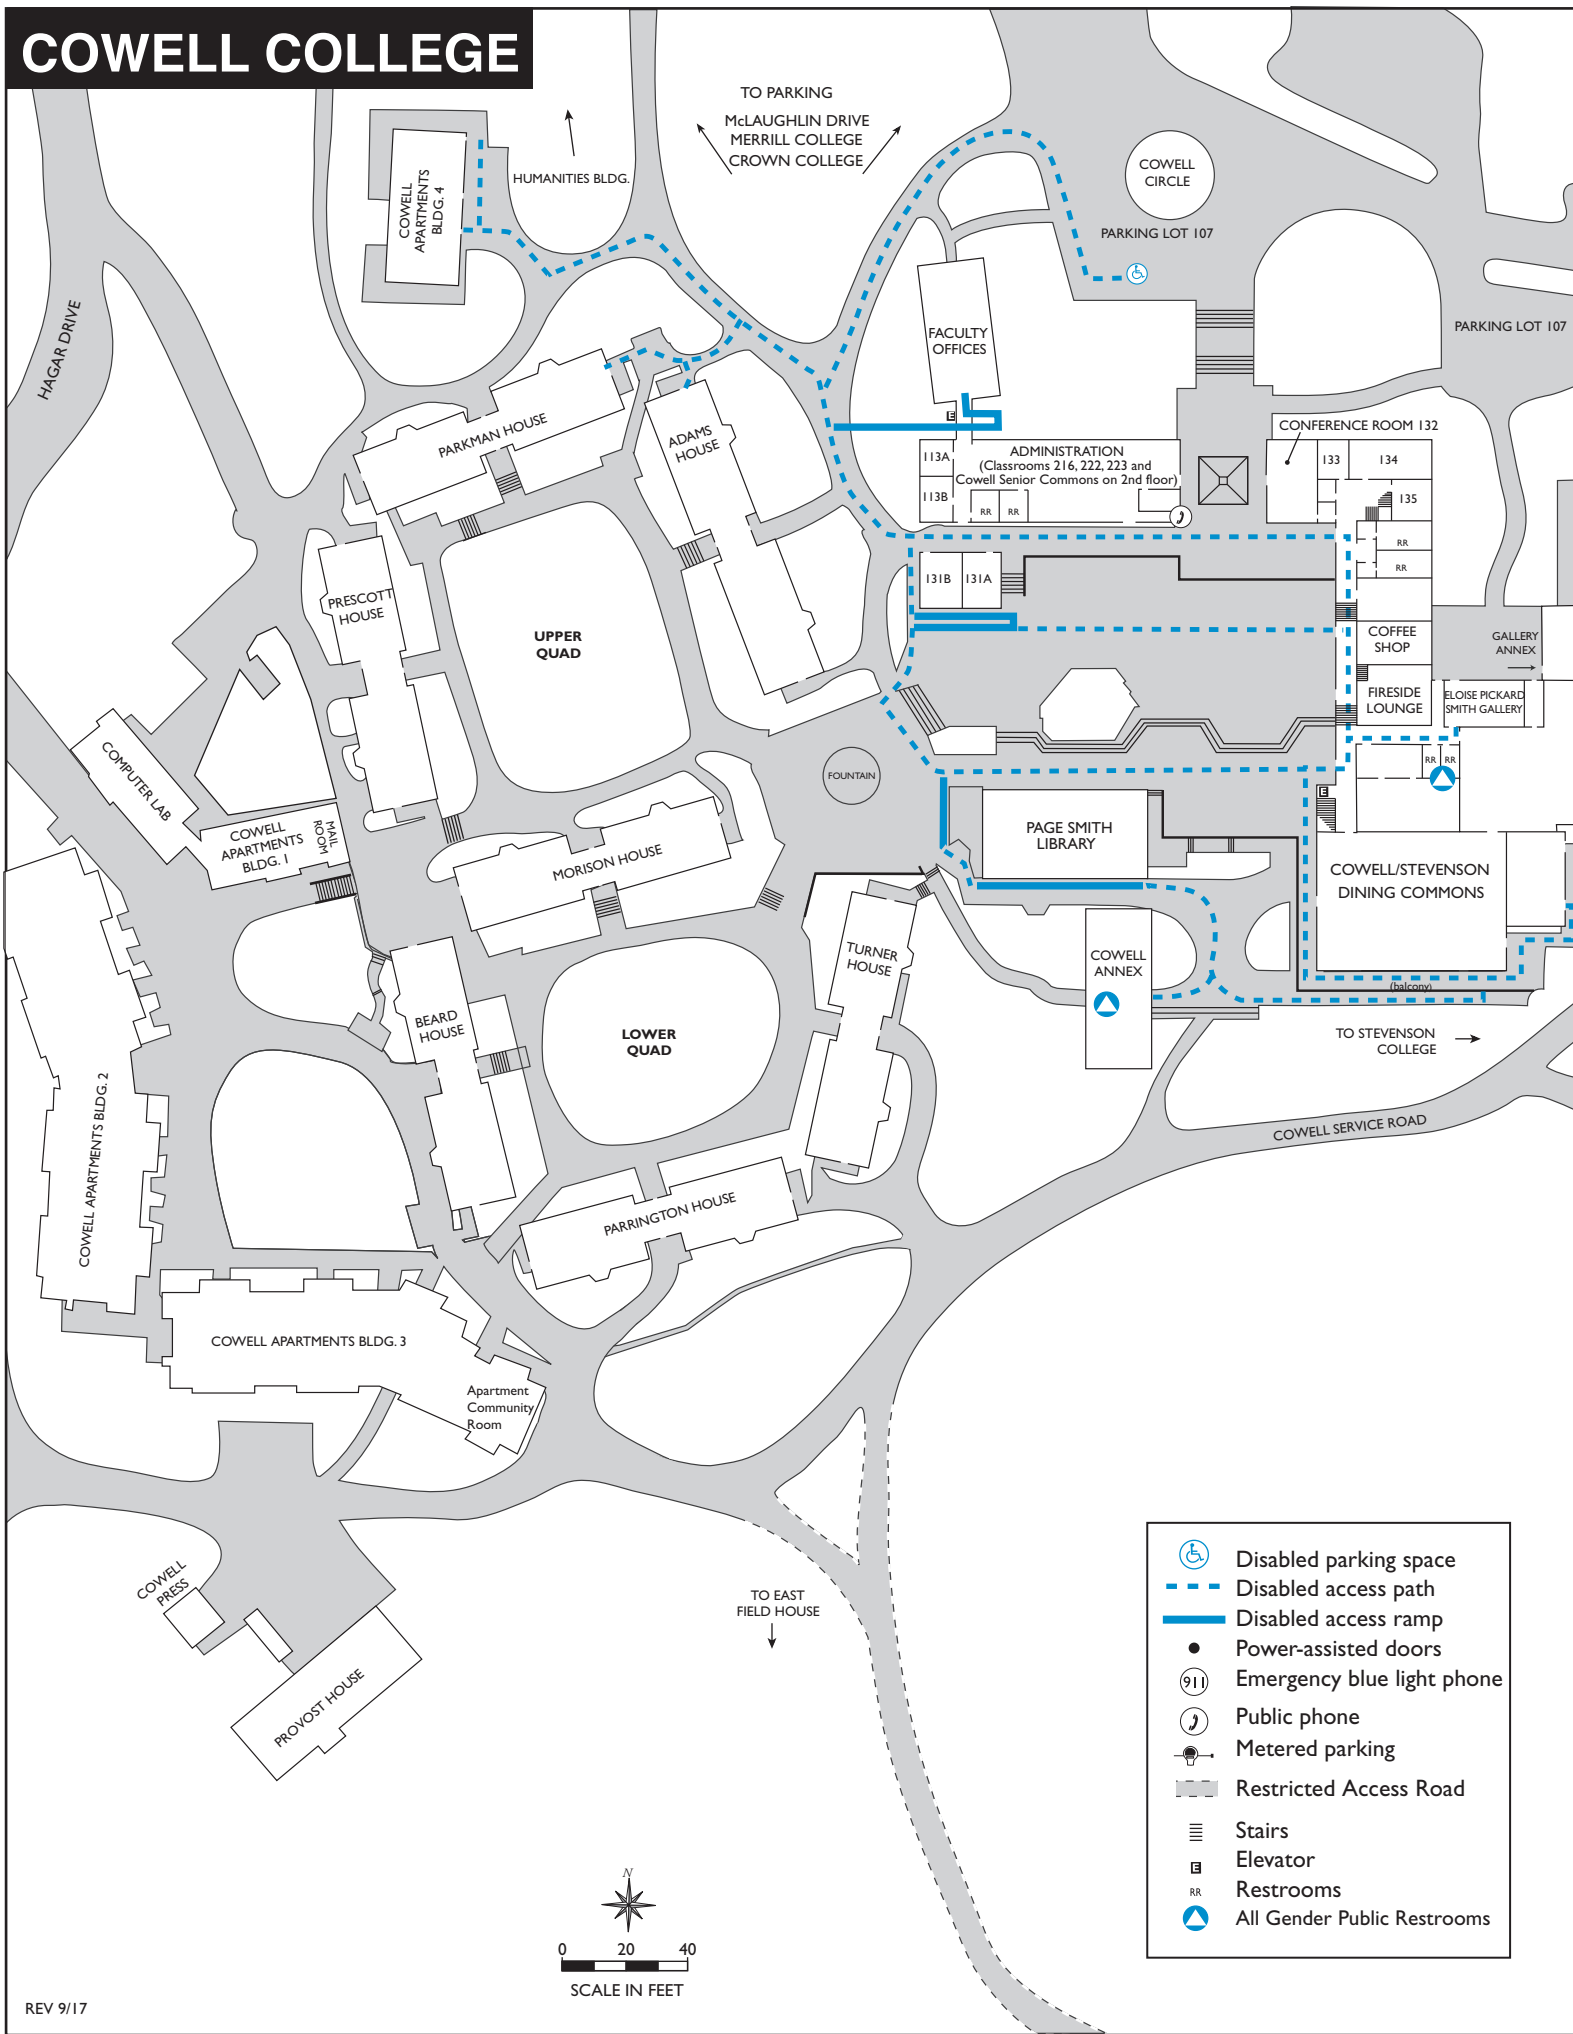 COWELL COLLEGE
TO PARKING
McLAUGHLIN DRIVE
MERRILL COLLEGE
CROWN COLLEGE
HUMANITIES BLDG.
COWELL
APARTMENTS
BLDG. 4
COWELL
CIRCLE
PARKING LOT 107
PARKING LOT 107
HAGAR DRIVE
FACULTY
OFFICES
E
PARKMAN HOUSE
ADAMS
HOUSE
CONFERENCE ROOM 132
113A
113B
ADMINISTRATION
(Classrooms 216, 222, 223 and
Cowell Senior Commons on 2nd floor)
RR
RR
133
134
135
RR
RR
131B
131A
PRESCOTT
HOUSE
UPPER
QUAD
COFFEE
SHOP
GALLERY
ANNEX
FIRESIDE
LOUNGE
ELOISE PICKARD
SMITH GALLERY
RR
RR
E
COMPUTER LAB
FOUNTAIN
COWELL
APARTMENTS
BLDG. 1
MAIL
ROOM
MORISON HOUSE
PAGE SMITH
LIBRARY
COWELL/STEVENSON
DINING COMMONS
TURNER
HOUSE
COWELL
ANNEX
(balcony)
BEARD
HOUSE
LOWER
QUAD
TO STEVENSON
COLLEGE
COWELL SERVICE ROAD
COWELL APARTMENTS BLDG. 2
PARRINGTON HOUSE
COWELL APARTMENTS BLDG. 3
Apartment
Community
Room
COWELL
PRESS
PROVOST HOUSE
TO EAST
FIELD HOUSE
Disabled parking space
Disabled access path
Disabled access ramp
Power-assisted doors
911 Emergency blue light phone
Public phone
Metered parking
Restricted Access Road
Stairs
E Elevator
RR Restrooms
All Gender Public Restrooms
N
0 20 40
SCALE IN FEET
REV 9/17